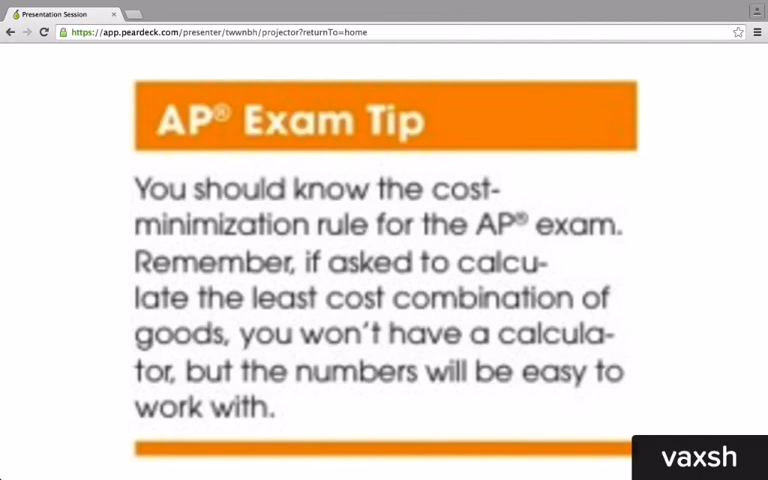 Presentation Session
https://app.peardeck.com/presenter/twwnbh/projector?returnTo=home
AP® Exam Tip
You should know the cost-
minimization rule for the AP® exam.
Remember, if asked to calcu-
late the least cost combination of
goods, you won't have a calcula-
tor, but the numbers will be easy to
work with.
vaxsh